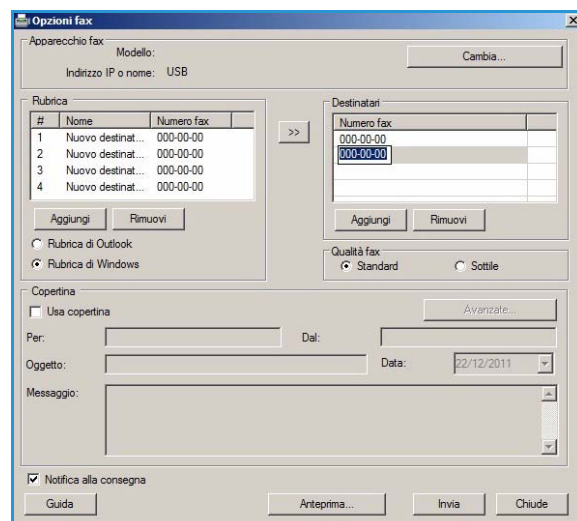 Opzioni fax
Apparecchio fax
Modello:
Indirizzo IP o nome: USB
Cambia...
Rubrica
# Nome Numero fax
1 Nuovo destinat... 000-00-00
2 Nuovo destinat... 000-00-00
3 Nuovo destinat... 000-00-00
4 Nuovo destinat... 000-00-00
Aggiungi Rimuovi
Rubrica di Outlook
Rubrica di Windows
>>
Destinatari
Numero fax
000-00-00
000-00-00
Aggiungi Rimuovi
Qualità fax
Standard Sottile
Copertina
Usa copertina
Avanzate...
Per: Dal:
Oggetto: Data: 22/12/2011
Messaggio:
Notifica alla consegna
Guida Anteprima... Invia Chiude